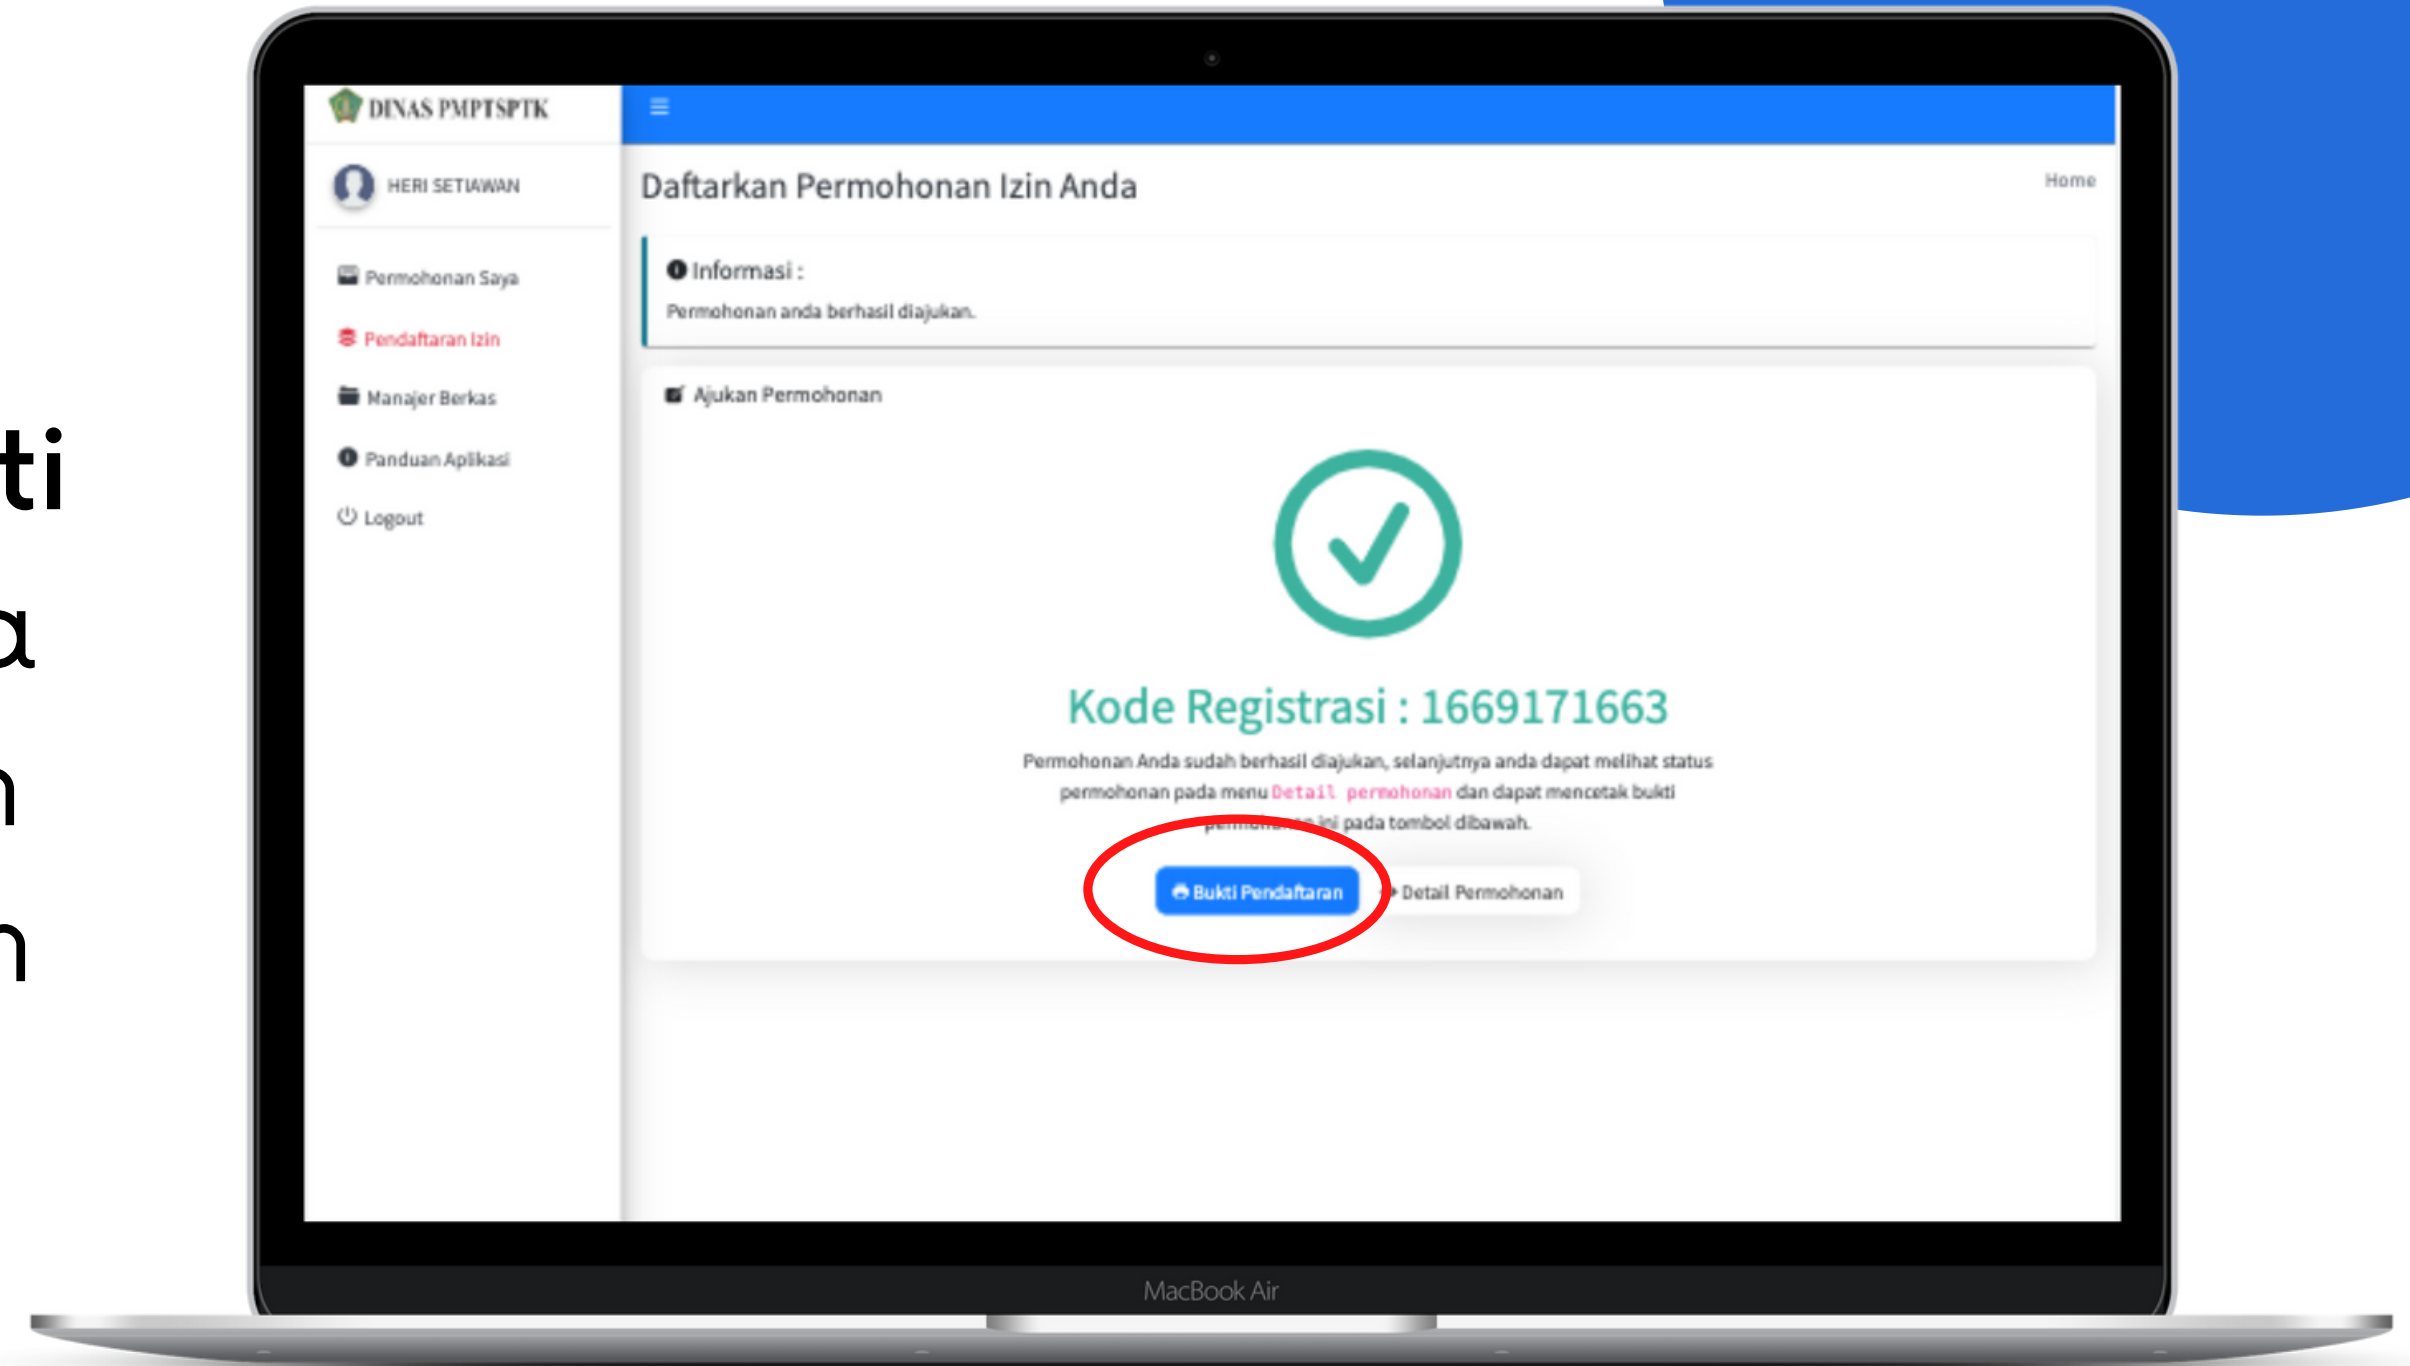 ti
a
n
n
DINAS PMPTSPTK
HERI SETIAWAN
Permohonan Saya
Pendaftaran Izin
Manajer Berkas
Panduan Aplikasi
Logout
Daftarkan Permohonan Izin Anda
Home
Informasi :
Permohonan anda berhasil diajukan.
Ajukan Permohonan
Kode Registrasi : 1669171663
Permohonan Anda sudah berhasil diajukan, selanjutnya anda dapat melihat status
permohonan pada menu Detail permohonan dan dapat mencetak bukti
permohonan ini pada tombol dibawah.
Bukti Pendaftaran
Detail Permohonan
MacBook Air